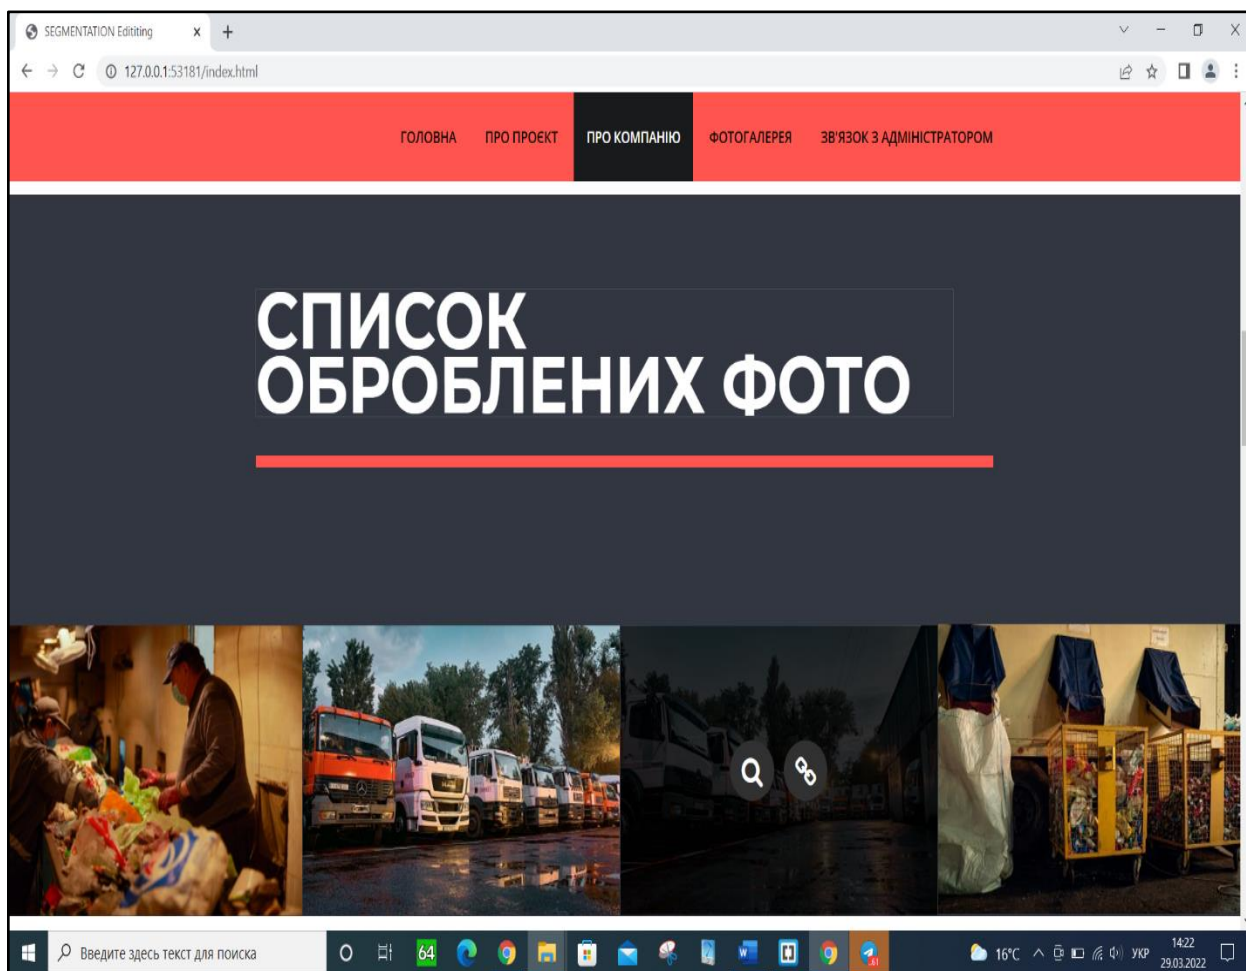 SEGMENTATION Edititing
127.0.0.1:53181/index.html
ГОЛОВНА ПРО ПРОЄКТ ПРО КОМПАНІЮ ФОТОГАЛЕРЕЯ ЗВ'ЯЗОК З АДМІНІСТРАТОРОМ
СПИСОК
ОБРОБЛЕНИХ ФОТО
Введите здесь текст для поиска
64
16°C
УКР
14:22
29.03.2022